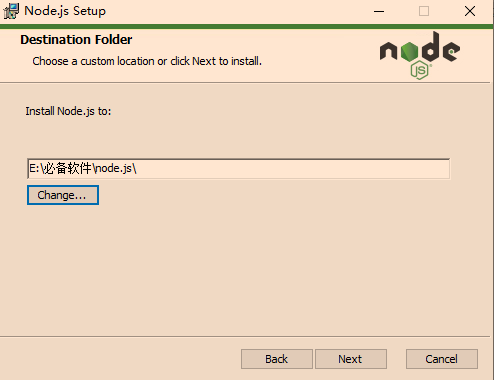 Node.js Setup
Destination Folder
Choose a custom location or click Next to install.
node
JS
Install Node.js to:
E:\必备软件\node.js\
Change...
Back Next Cancel